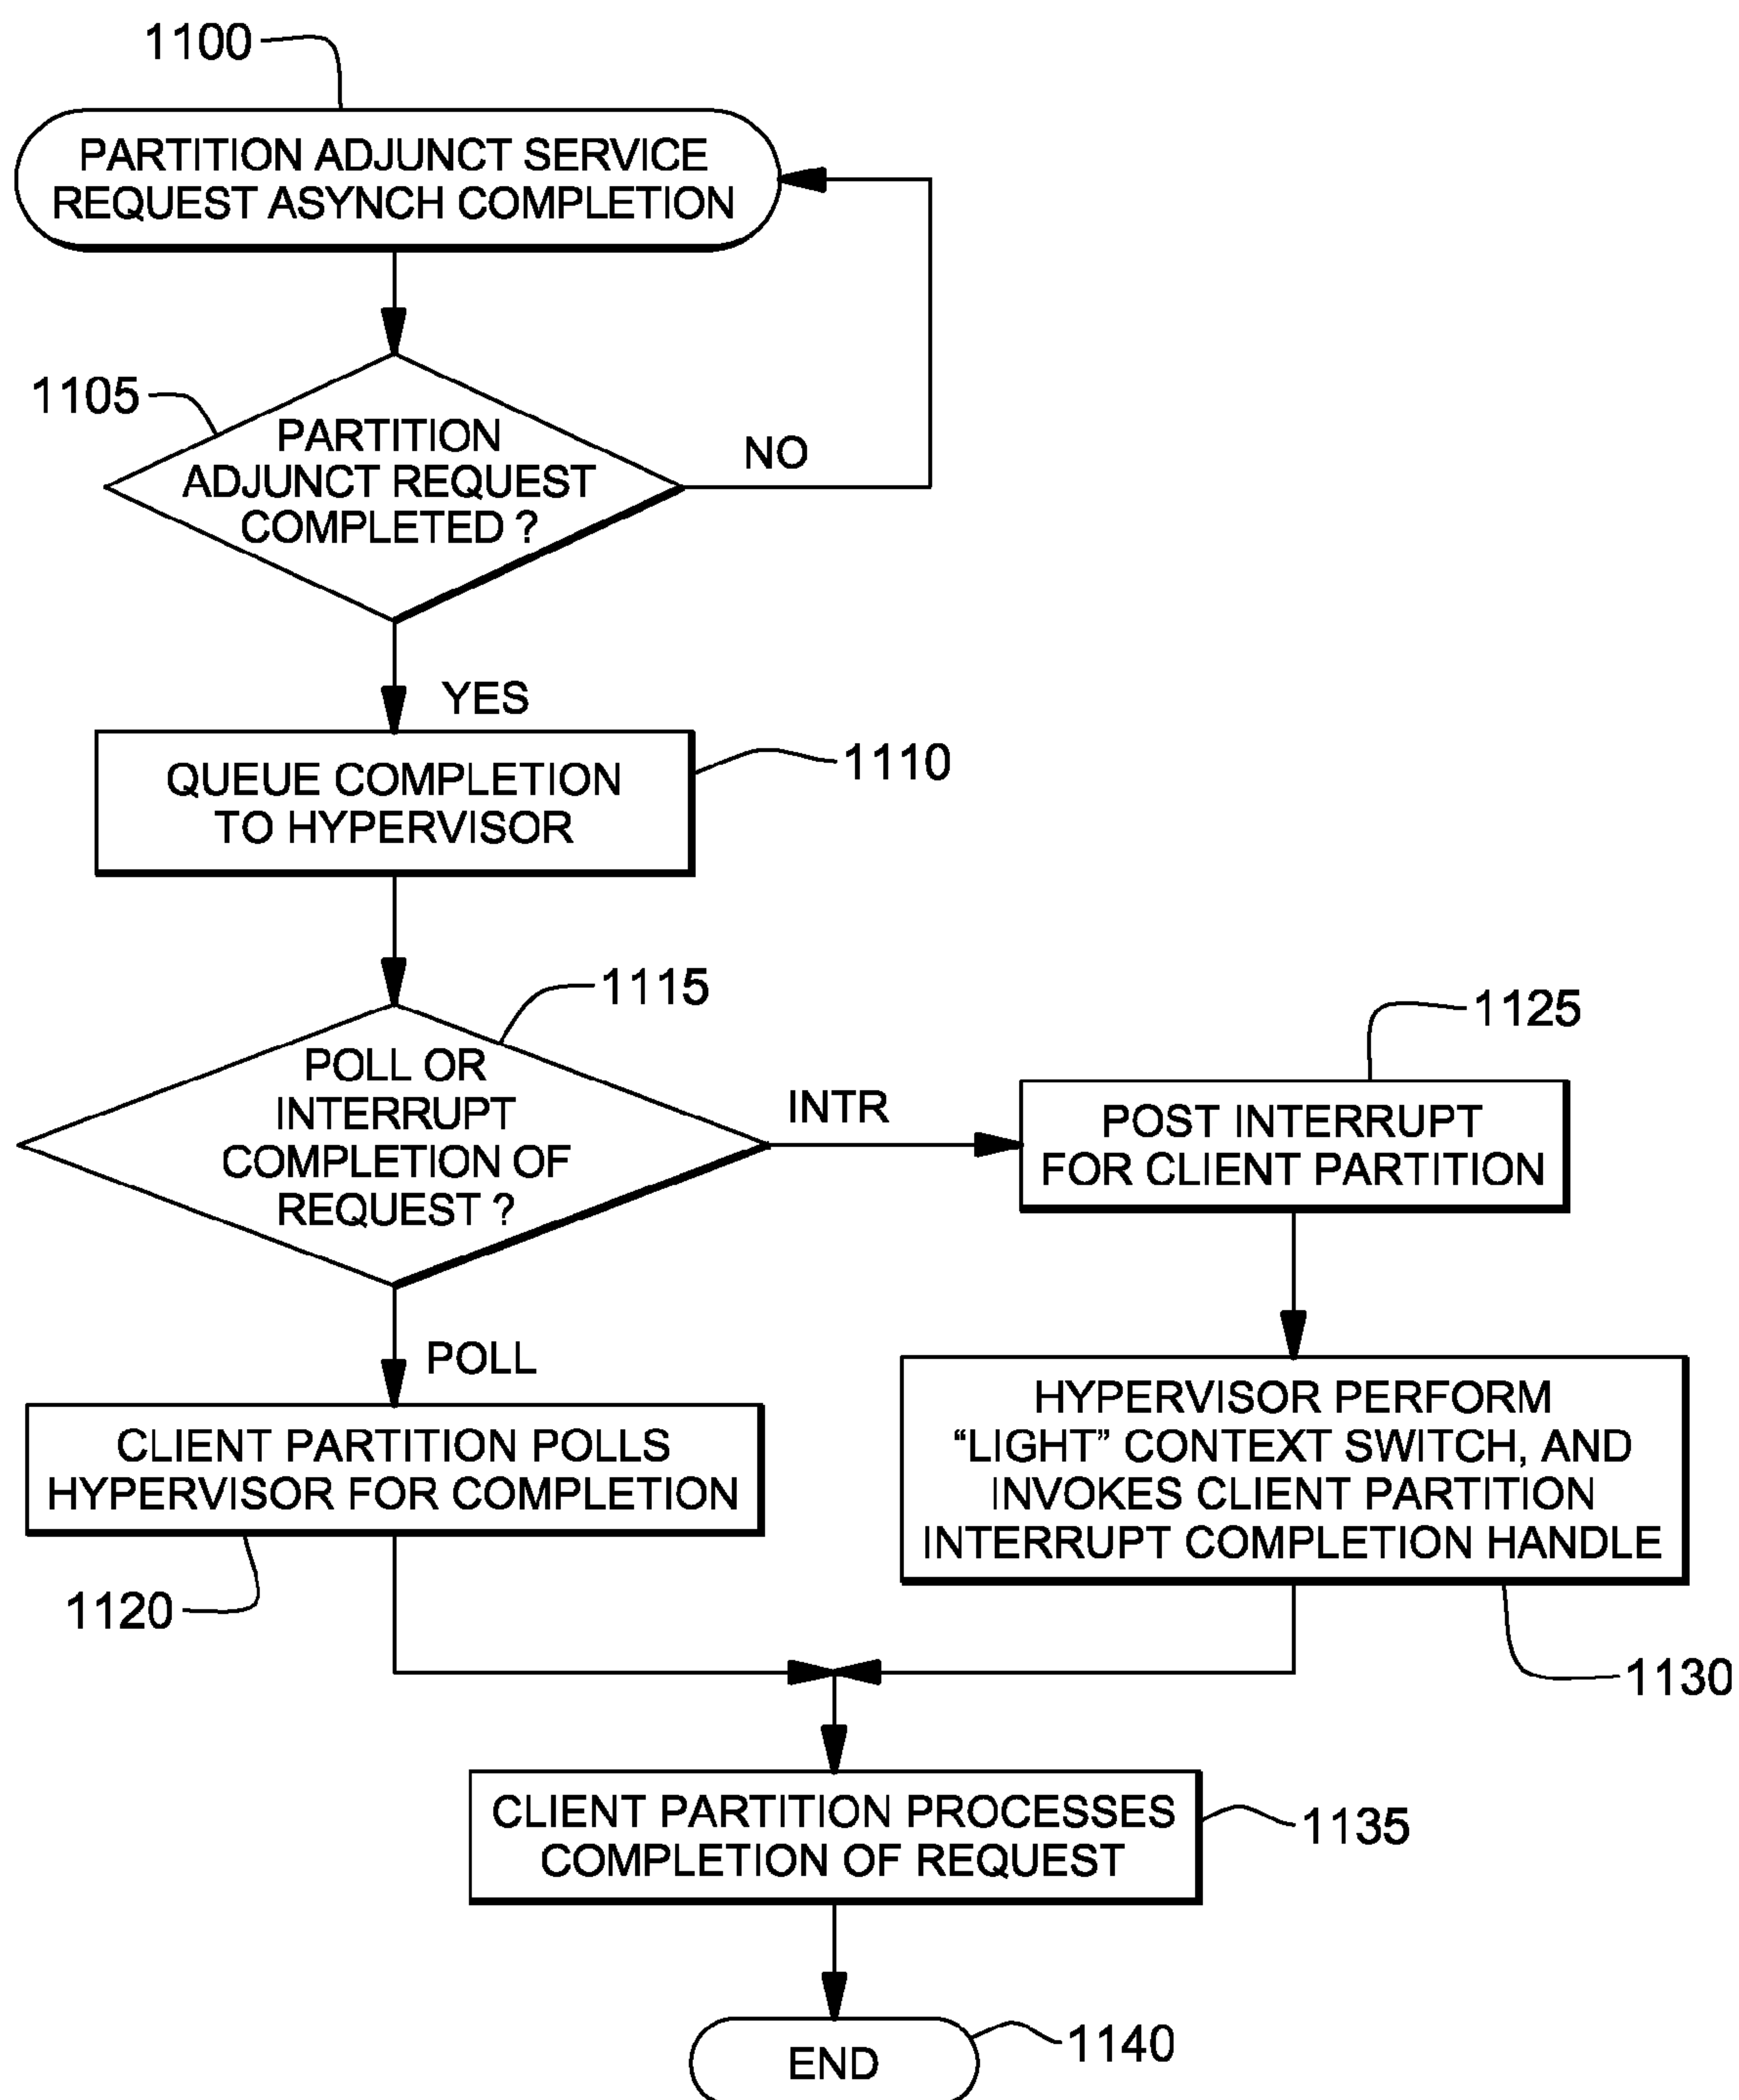 1100
PARTITION ADJUNCT SERVICE
REQUEST ASYNCH COMPLETION
1105
PARTITION
ADJUNCT REQUEST
COMPLETED ?
NO
YES
QUEUE COMPLETION
TO HYPERVISOR
1110
1115
POLL OR
INTERRUPT
COMPLETION OF
REQUEST ?
INTR
1125
POST INTERRUPT
FOR CLIENT PARTITION
POLL
CLIENT PARTITION POLLS
HYPERVISOR FOR COMPLETION
1120
HYPERVISOR PERFORM
“LIGHT” CONTEXT SWITCH, AND
INVOKES CLIENT PARTITION
INTERRUPT COMPLETION HANDLE
1130
CLIENT PARTITION PROCESSES
COMPLETION OF REQUEST
1135
END
1140